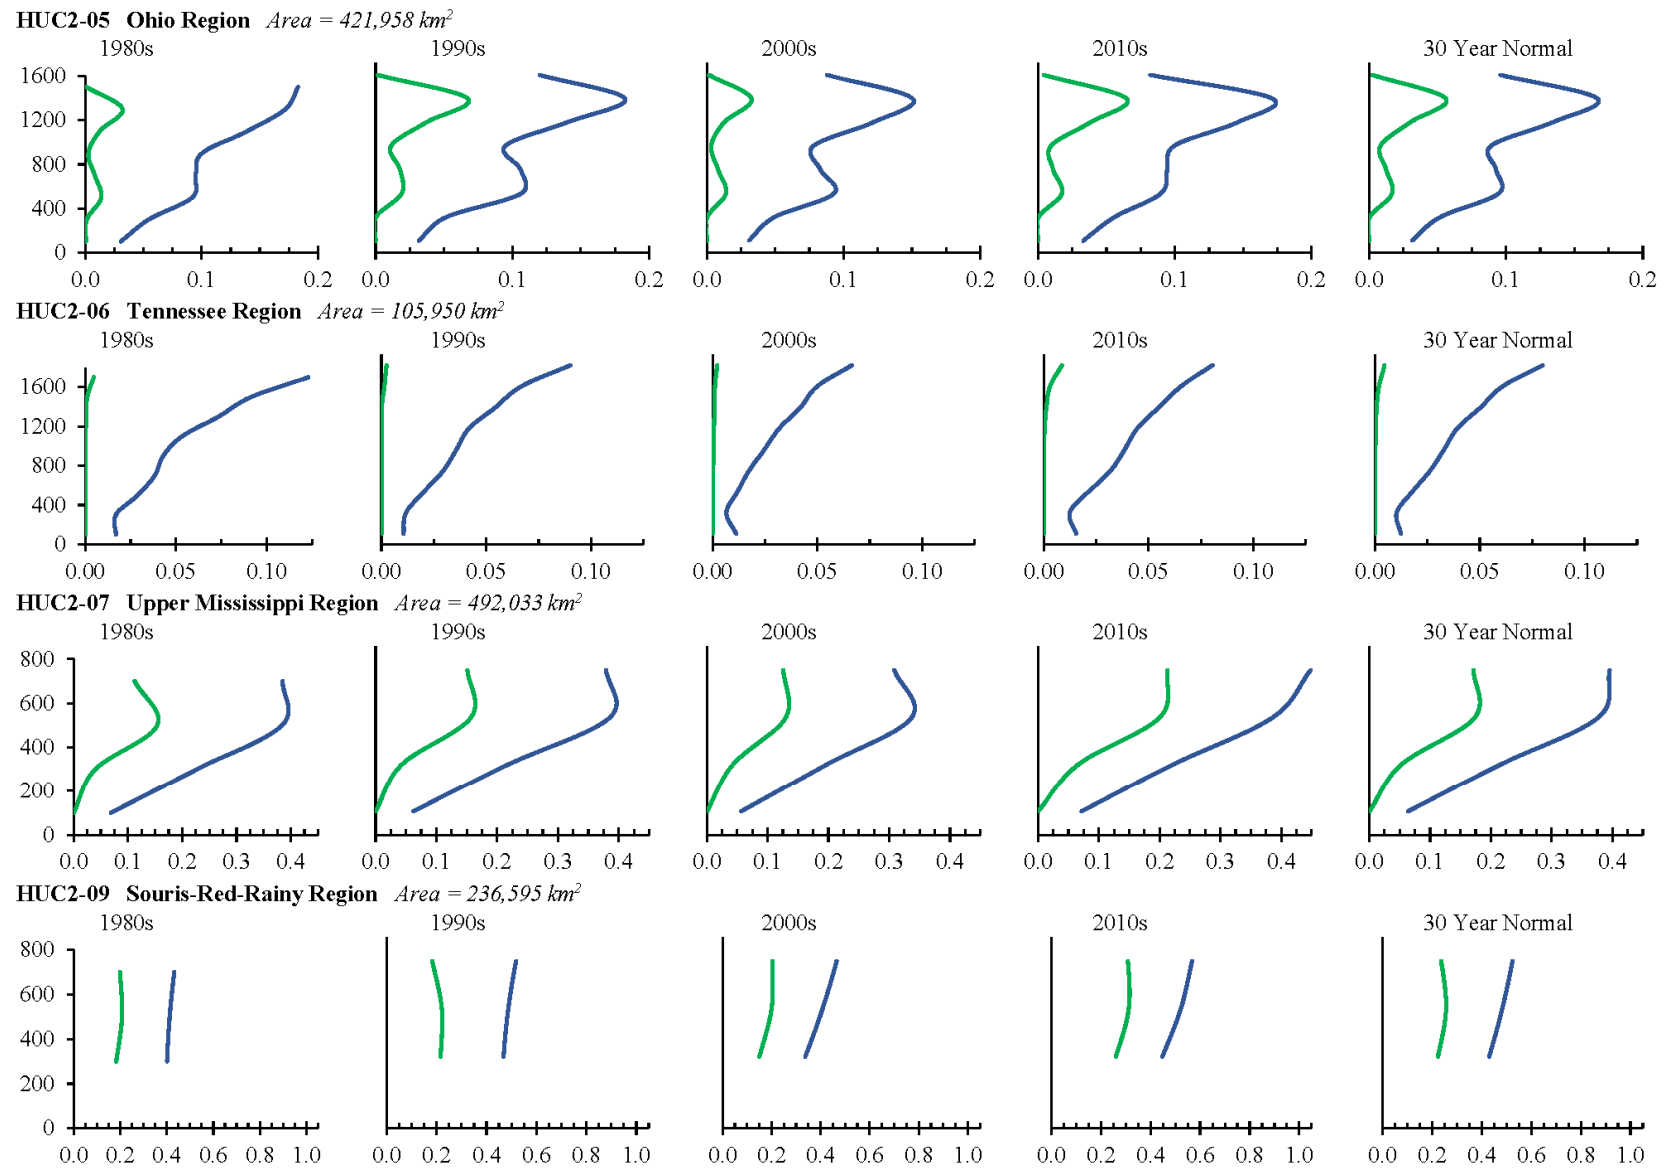 HUC2-05 Ohio Region Area = 421,958 km²
1980s 1990s 2000s 2010s 30 Year Normal
1600
1200
800
400
0
0.0 0.1 0.2 0.0 0.1 0.2 0.0 0.1 0.2 0.0 0.1 0.2 0.0 0.1 0.2
HUC2-06 Tennessee Region Area = 105,950 km²
1980s 1990s 2000s 2010s 30 Year Normal
1600
1200
800
400
0
0.00 0.05 0.10 0.00 0.05 0.10 0.00 0.05 0.10 0.00 0.05 0.10 0.00 0.05 0.10
HUC2-07 Upper Mississippi Region Area = 492,033 km²
1980s 1990s 2000s 2010s 30 Year Normal
800
600
400
200
0
0.0 0.1 0.2 0.3 0.4 0.0 0.1 0.2 0.3 0.4 0.0 0.1 0.2 0.3 0.4 0.0 0.1 0.2 0.3 0.4 0.0 0.1 0.2 0.3 0.4
HUC2-09 Souris-Red-Rainy Region Area = 236,595 km²
1980s 1990s 2000s 2010s 30 Year Normal
800
600
400
200
0
0.0 0.2 0.4 0.6 0.8 1.0 0.0 0.2 0.4 0.6 0.8 1.0 0.0 0.2 0.4 0.6 0.8 1.0 0.0 0.2 0.4 0.6 0.8 1.0 0.0 0.2 0.4 0.6 0.8 1.0